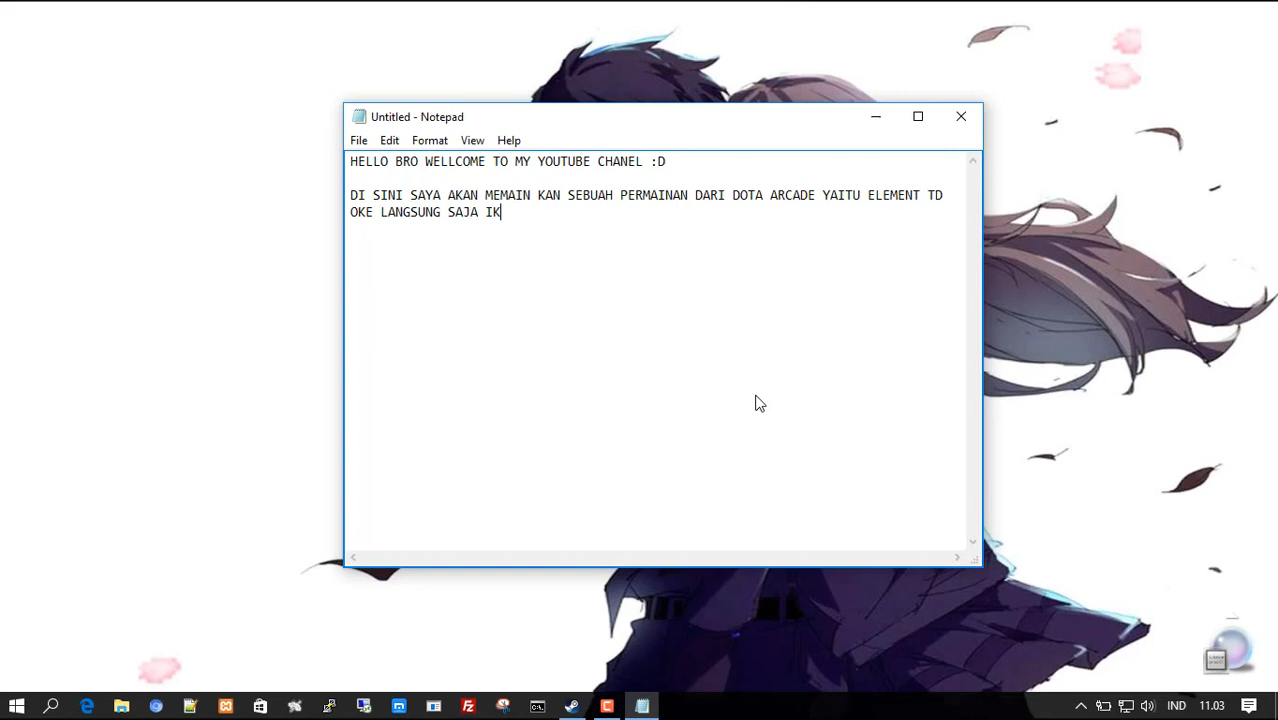 Untitled - Notepad
File Edit Format View Help
HELLO BRO WELLCOME TO MY YOUTUBE CHANEL :D
DI SINI SAYA AKAN MEMAIN KAN SEBUAH PERMAINAN DARI DOTA ARCADE YAITU ELEMENT TD
OKE LANGSUNG SAJA IK
IND 11.03